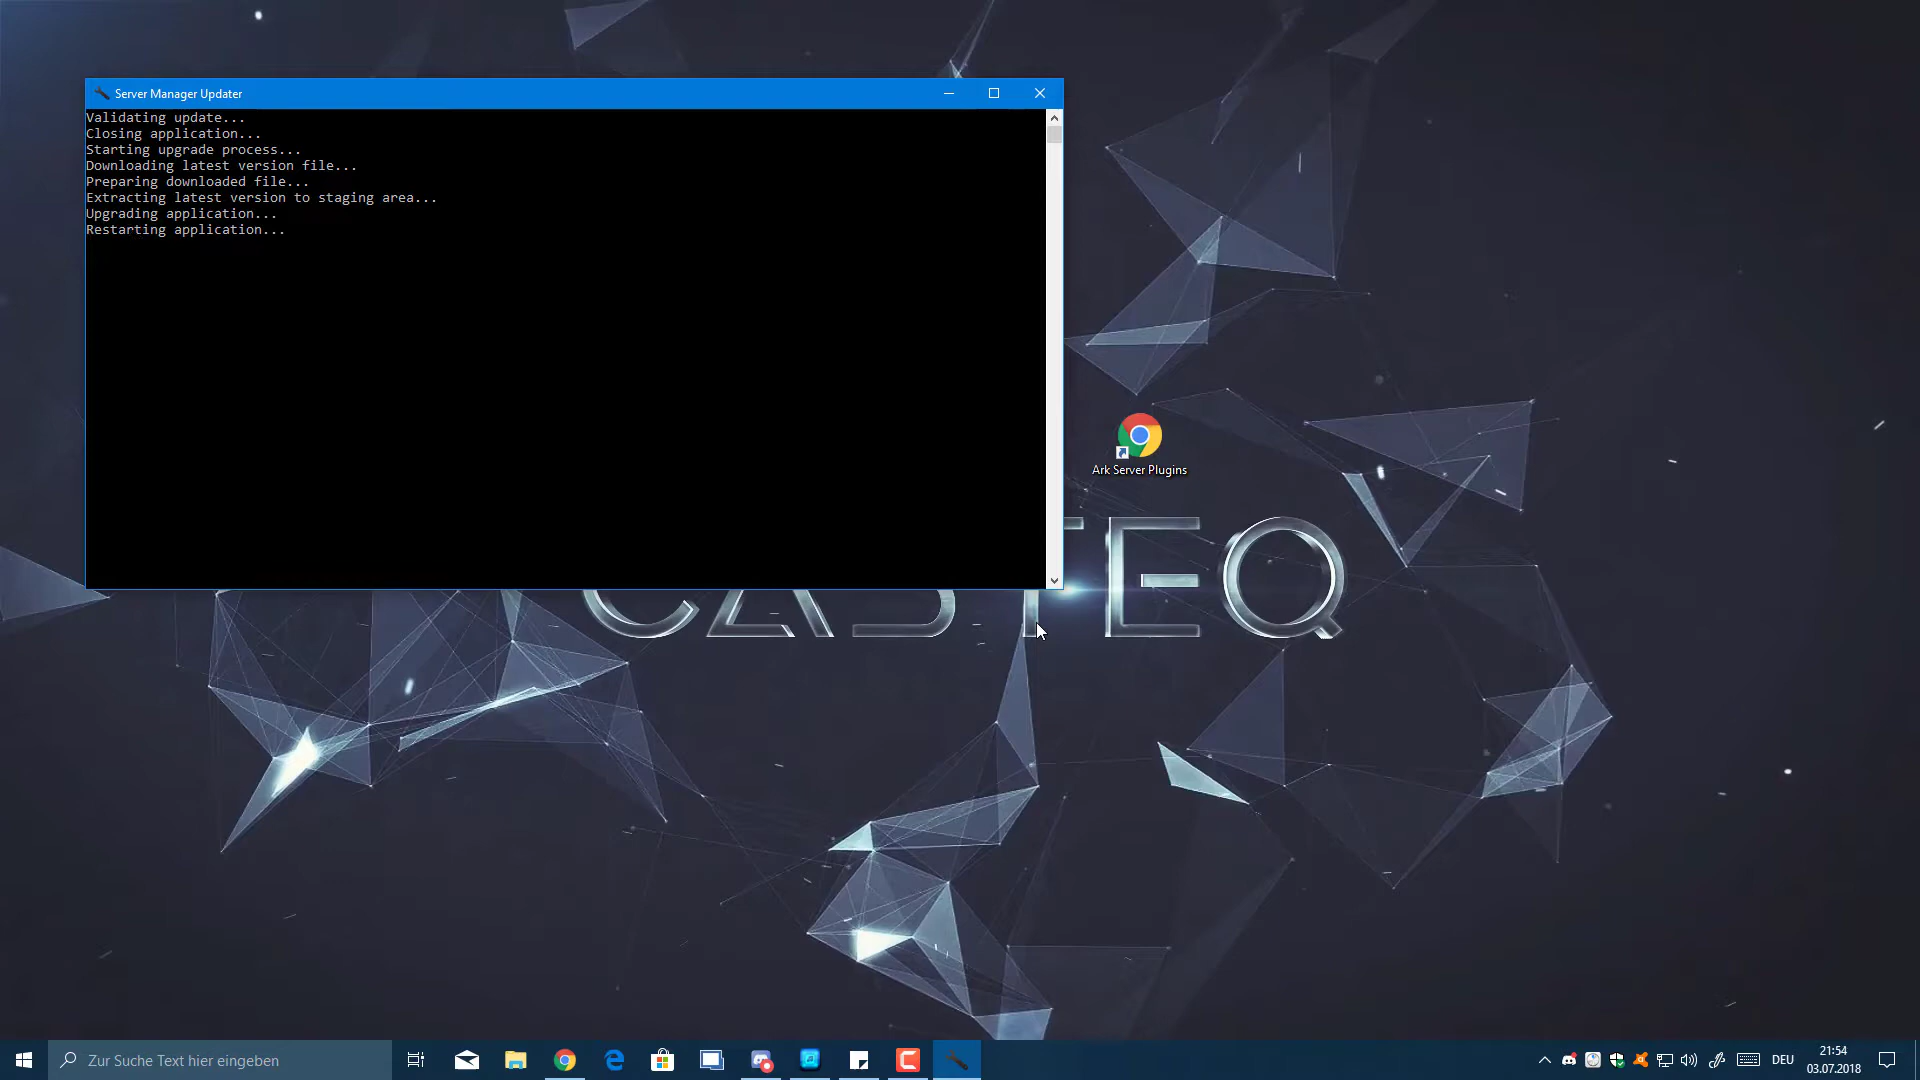 Server Manager Updater
Validating update...
Closing application...
Starting upgrade process...
Downloading latest version file...
Preparing downloaded file...
Extracting latest version to staging area...
Upgrading application...
Restarting application...
Ark Server Plugins
CASTEQ
Zur Suche Text hier eingeben
DEU
21:54
03.07.2018